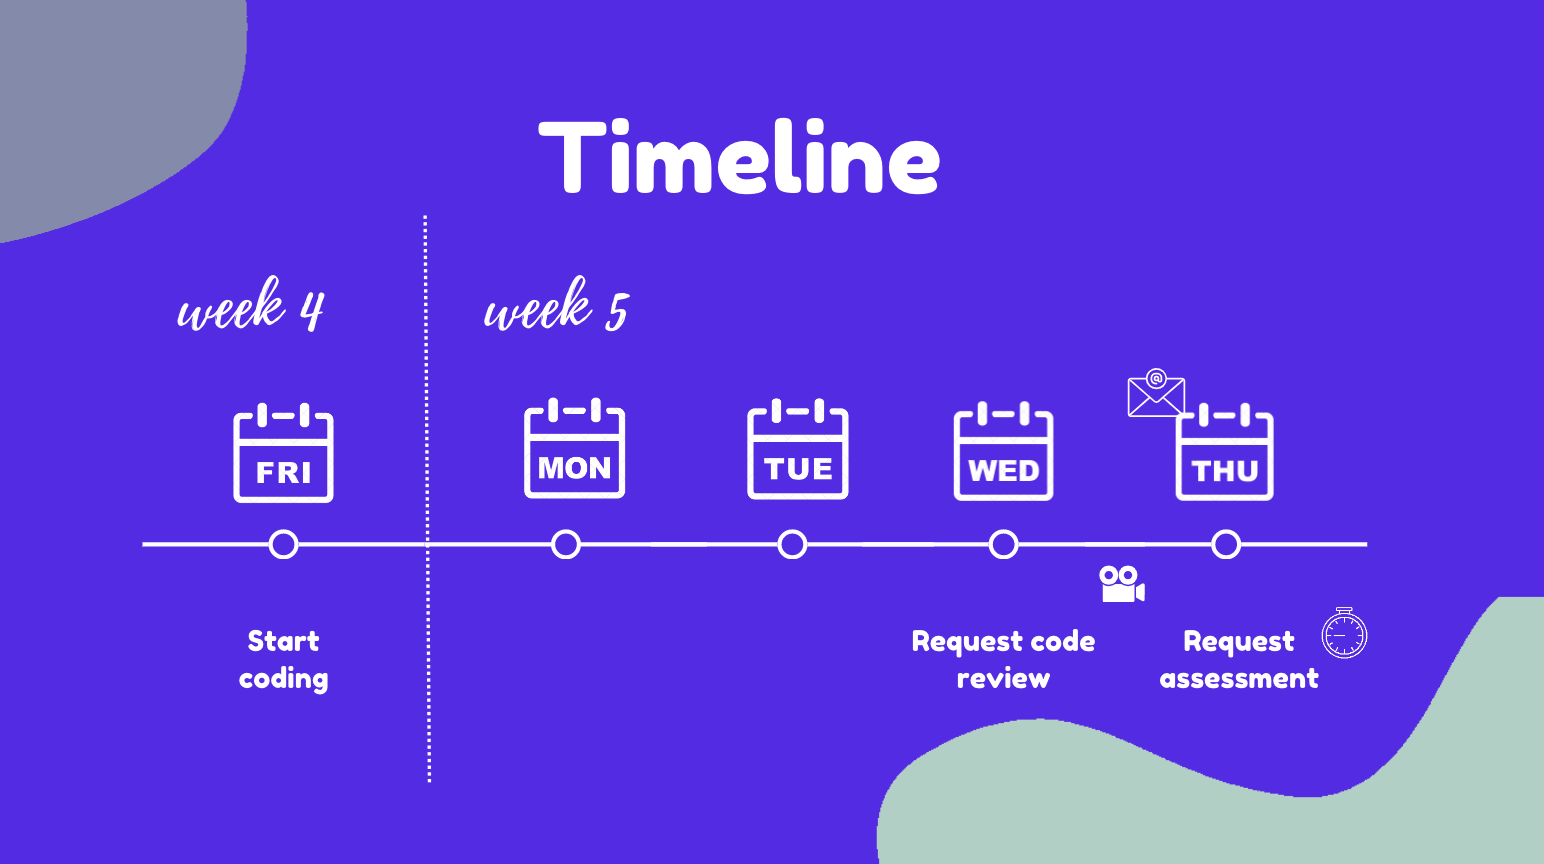 Timeline
week 4
week 5
FRI
MON
TUE
WED
@
THU
Start
coding
Request code
review
Request
assessment